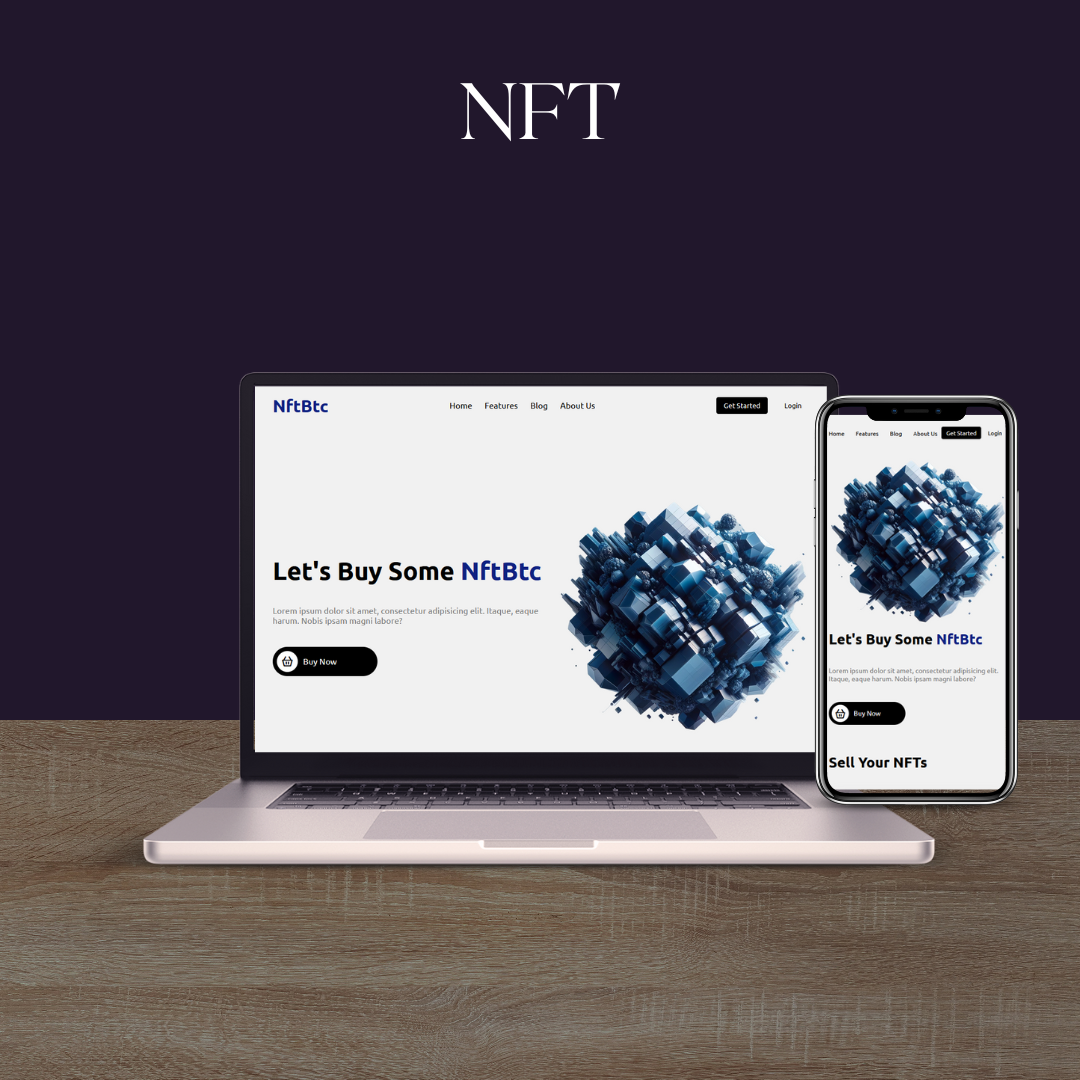 NFT
NftBtc
Home Features Blog About Us
Get Started
Login
Let's Buy Some NftBtc
Lorem ipsum dolor sit amet, consectetur adipisicing elit. Itaque, eaque
harum. Nobis ipsam magni labore?
Buy Now
Home Features Blog About Us Get Started Login
Let's Buy Some NftBtc
Lorem ipsum dolor sit amet, consectetur adipisicing elit.
Itaque, eaque harum. Nobis ipsam magni labore?
Buy Now
Sell Your NFTs